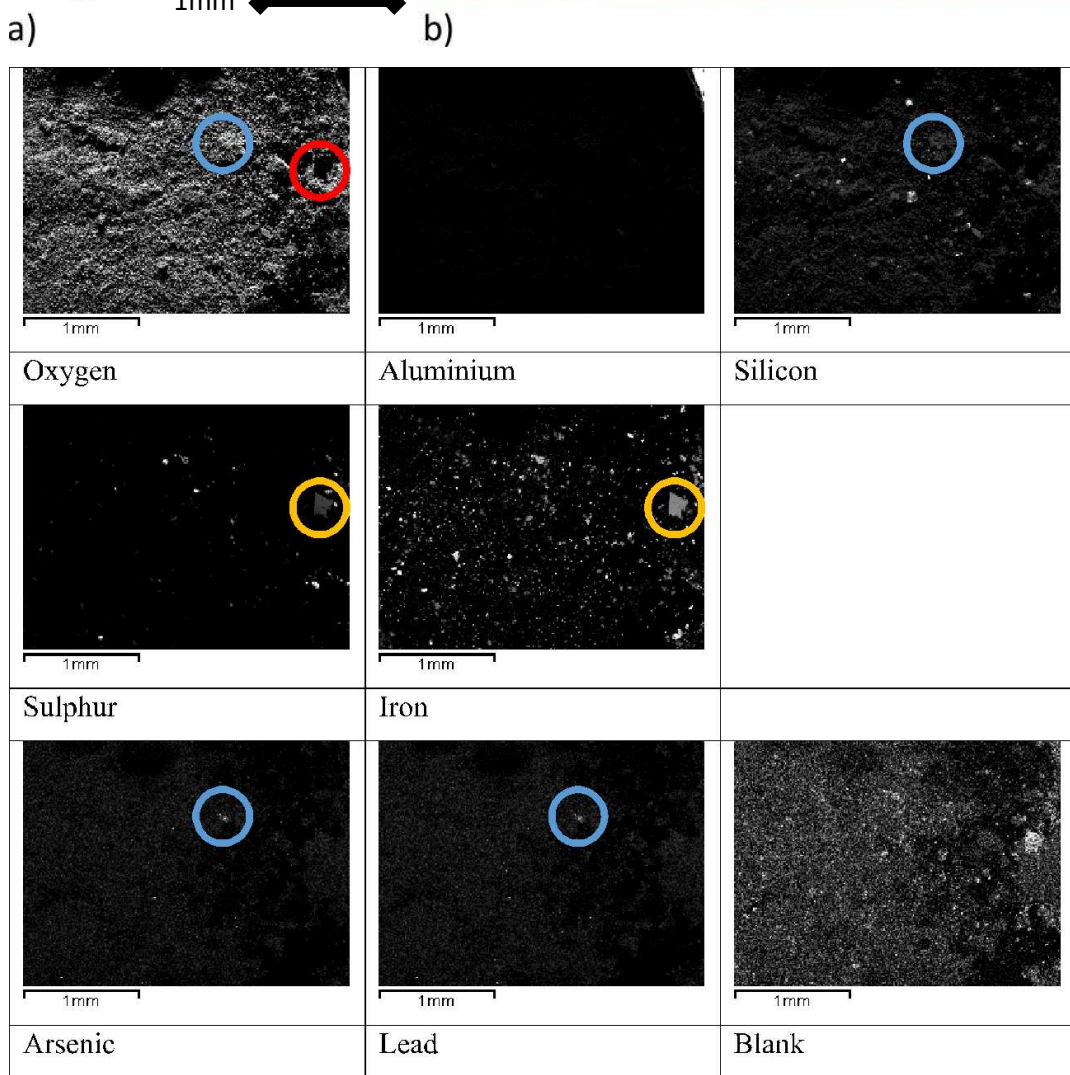 1mm
a) b)
1mm 1mm 1mm
Oxygen Aluminium Silicon
1mm 1mm
Sulphur Iron
1mm 1mm 1mm
Arsenic Lead Blank